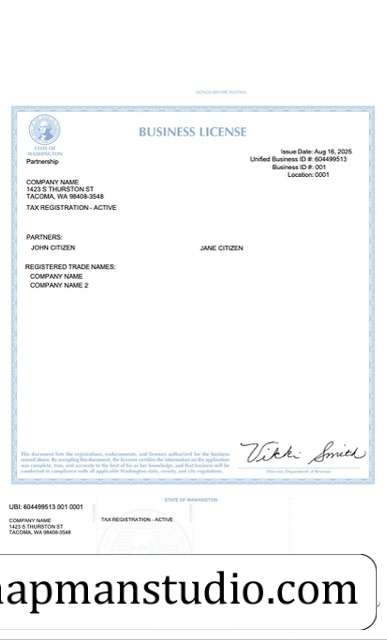 BUSINESS LICENSE
STATE OF
WASHINGTON
Partnership
Issue Date: Aug 16, 2025
Unified Business ID #: 604499513
Business ID #: 001
Location: 0001
COMPANY NAME
1423 S THURSTON ST
TACOMA, WA 98408-3548
TAX REGISTRATION - ACTIVE
PARTNERS:
JOHN CITIZEN
JANE CITIZEN
REGISTERED TRADE NAMES:
COMPANY NAME
COMPANY NAME 2
This document lists the registrations, endorsements, and licenses authorized for the business
named above. By accepting this document, the licensee certifies the information on the application
was complete, true, and accurate to the best of his or her knowledge, and that business will be
conducted in compliance with all applicable Washington state, county, and city regulations.
Vikki Smith
Director, Department of Revenue
STATE OF WASHINGTON
UBI: 604499513 001 0001
COMPANY NAME
1423 S THURSTON ST
TACOMA, WA 98408-3548
TAX REGISTRATION - ACTIVE
apmanstudio.com